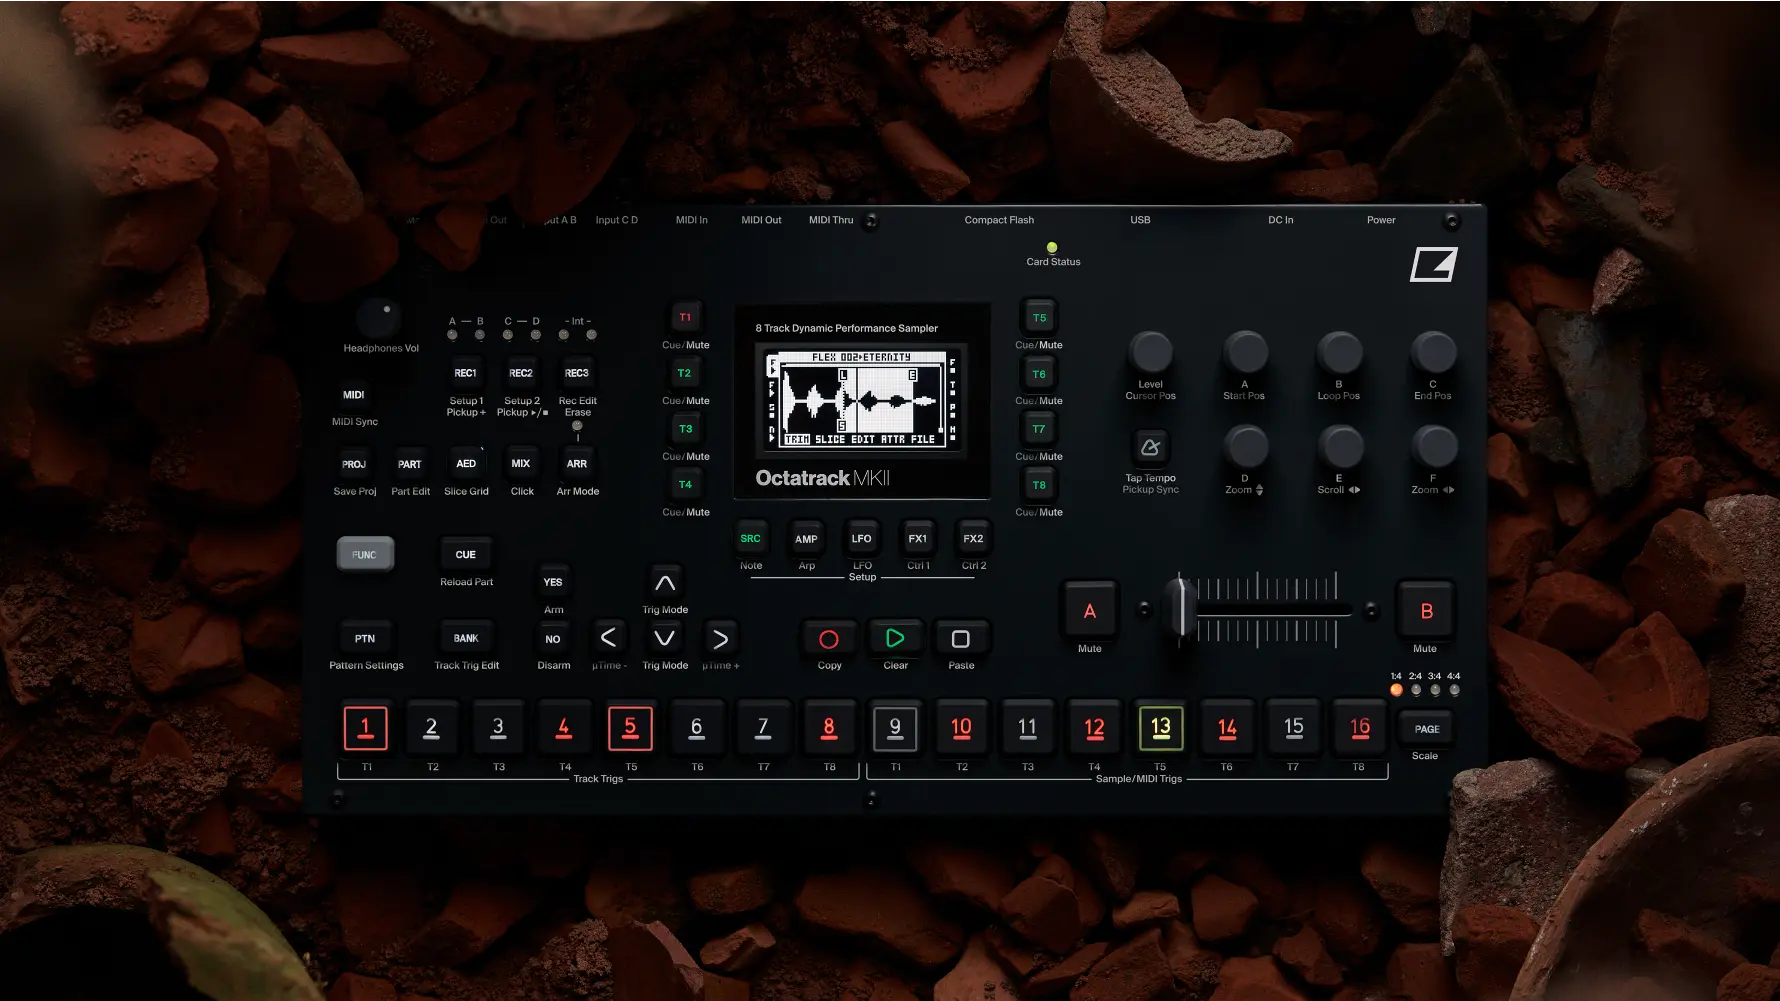 Out
Input C D
MIDI In
MIDI Out
MIDI Thru
Compact Flash
USB
DC In
Power
Card Status
Headphones Vol
A — B
C — D
- Int -
REC1
REC2
REC3
Setup 1
Pickup +
Setup 2
Pickup ▸/■
Rec Edit
Erase
MIDI
MIDI Sync
PROJ
PART
AED
MIX
ARR
Save Proj
Part Edit
Slice Grid
Click
Arr Mode
T1
Cue/Mute
T2
Cue/Mute
T3
Cue/Mute
T4
Cue/Mute
8 Track Dynamic Performance Sampler
FLEX 002▸ETERNITY
L
E
S
TRIM SLICE EDIT ATTR FILE
Octatrack MKII
T5
Cue/Mute
T6
Cue/Mute
T7
Cue/Mute
T8
Cue/Mute
Level
Cursor Pos
A
Start Pos
B
Loop Pos
C
End Pos
Tap Tempo
Pickup Sync
D
Zoom
E
Scroll
F
Zoom
SRC
AMP
LFO
FX1
FX2
Note
Arp
LFO
Ctrl 1
Ctrl 2
Setup
FUNC
CUE
Reload Part
YES
Arm
Trig Mode
PTN
Pattern Settings
BANK
Track Trig Edit
NO
Disarm
µTime -
Trig Mode
µTime +
Copy
Clear
Paste
A
Mute
B
Mute
1:4 2:4 3:4 4:4
1 2 3 4 5 6 7 8 9 10 11 12 13 14 15 16
PAGE
Scale
T1 T2 T3 T4 T5 T6 T7 T8 T1 T2 T3 T4 T5 T6 T7 T8
Track Trigs
Sample/MIDI Trigs